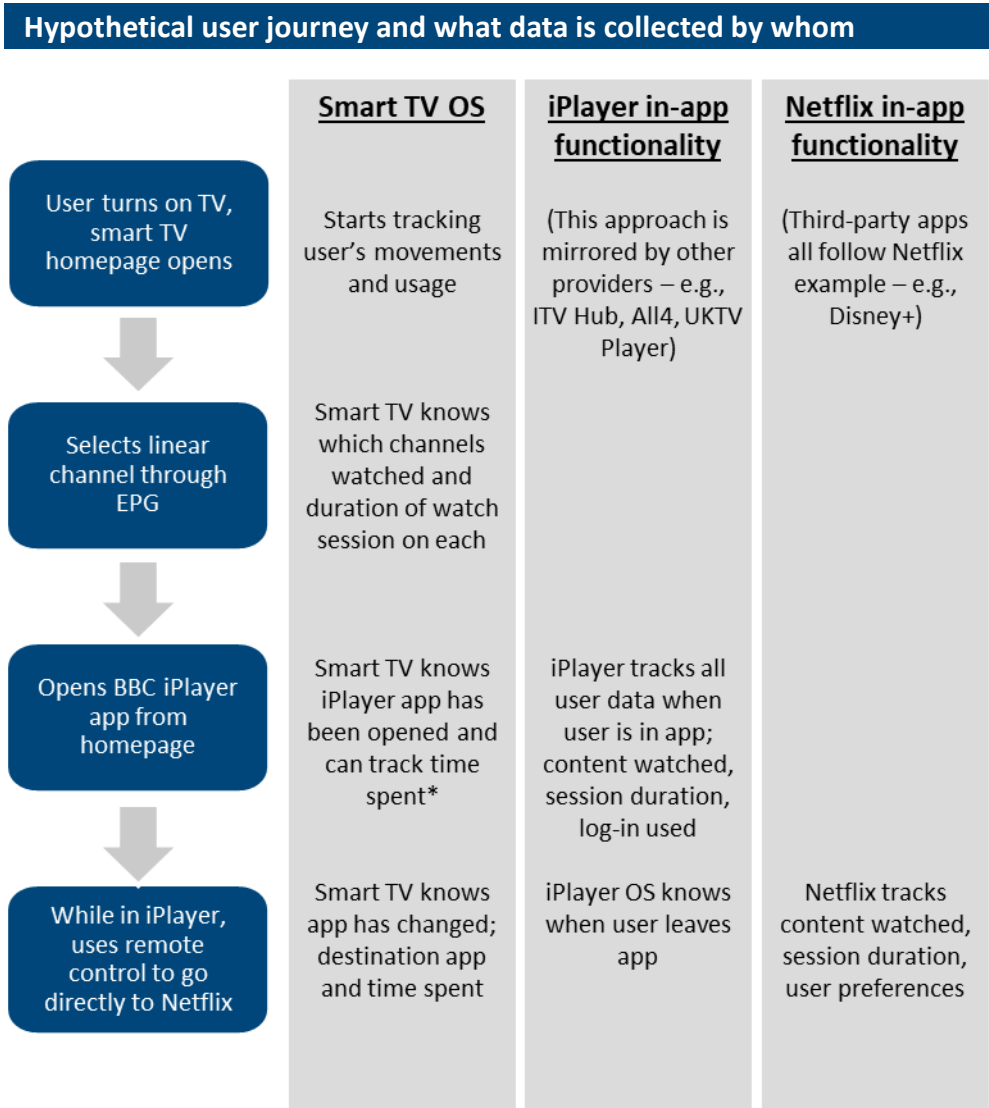 Hypothetical user journey and what data is collected by whom
Smart TV OS
iPlayer in-app
functionality
Netflix in-app
functionality
User turns on TV,
smart TV
homepage opens
Starts tracking
user’s movements
and usage
(This approach is
mirrored by other
providers – e.g.,
ITV Hub, All4, UKTV
Player)
(Third-party apps
all follow Netflix
example – e.g.,
Disney+)
Selects linear
channel through
EPG
Smart TV knows
which channels
watched and
duration of watch
session on each
Opens BBC iPlayer
app from
homepage
Smart TV knows
iPlayer app has
been opened and
can track time
spent*
iPlayer tracks all
user data when
user is in app;
content watched,
session duration,
log-in used
While in iPlayer,
uses remote
control to go
directly to Netflix
Smart TV knows
app has changed;
destination app
and time spent
iPlayer OS knows
when user leaves
app
Netflix tracks
content watched,
session duration,
user preferences